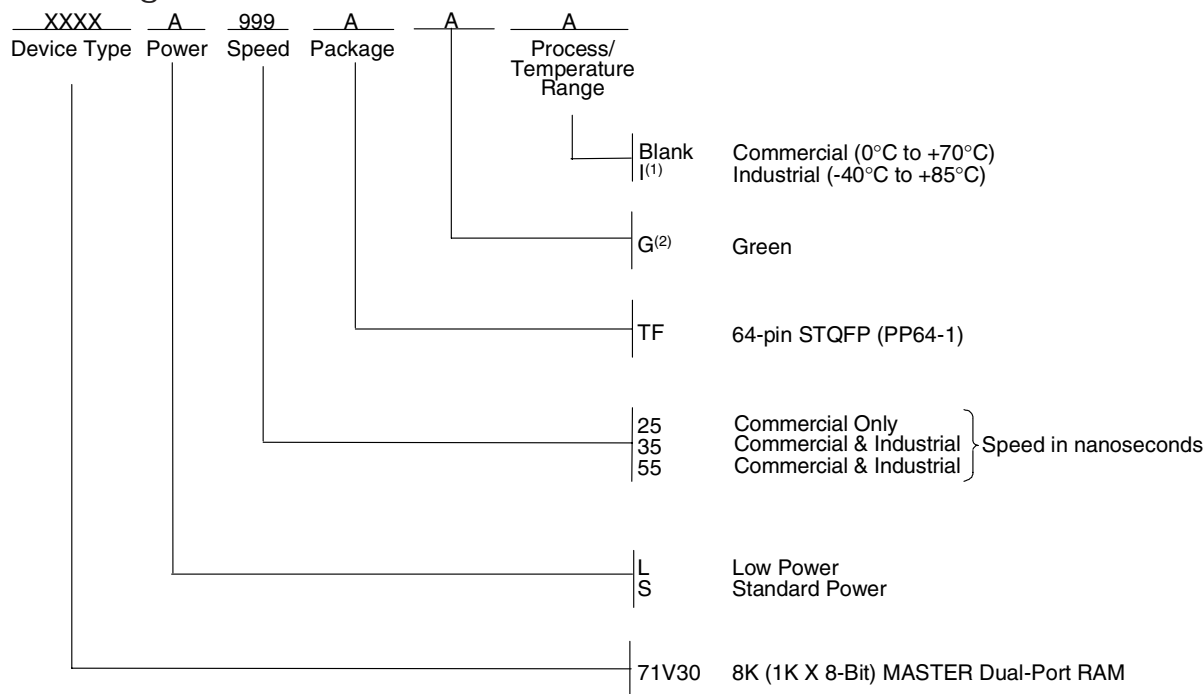 XXXX A 999 A A A
Device Type Power Speed Package Process/
Temperature
Range
Blank Commercial (0°C to +70°C)
I(1) Industrial (-40°C to +85°C)
G(2) Green
TF 64-pin STQFP (PP64-1)
25 Commercial Only
35 Commercial & Industrial Speed in nanoseconds
55 Commercial & Industrial
L Low Power
S Standard Power
71V30 8K (1K X 8-Bit) MASTER Dual-Port RAM